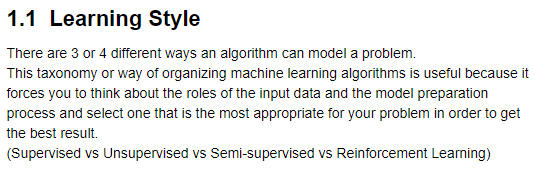 1.1 Learning Style
There are 3 or 4 different ways an algorithm can model a problem.
This taxonomy or way of organizing machine learning algorithms is useful because it
forces you to think about the roles of the input data and the model preparation
process and select one that is the most appropriate for your problem in order to get
the best result.
(Supervised vs Unsupervised vs Semi-supervised vs Reinforcement Learning)